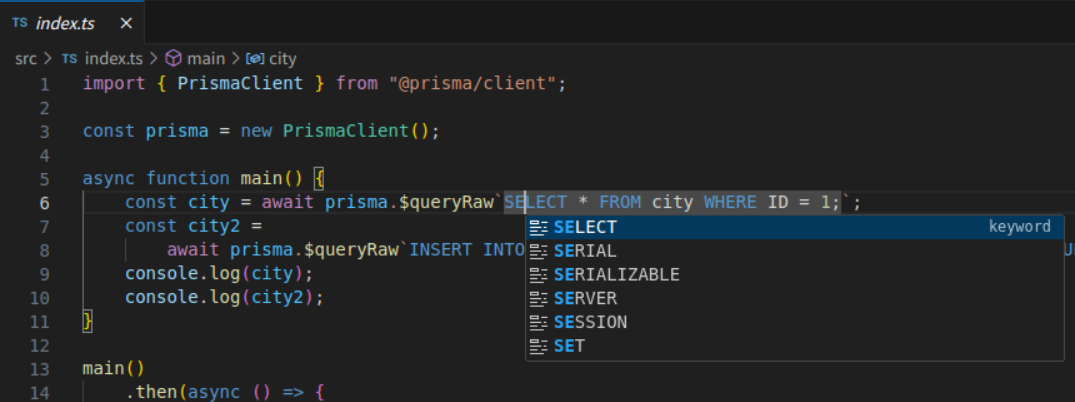 TS index.ts ×
src > TS index.ts > main > city
1 import { PrismaClient } from "@prisma/client";
2
3 const prisma = new PrismaClient();
4
5 async function main() {
6 const city = await prisma.$queryRaw`SELECT * FROM city WHERE ID = 1;`;
7 const city2 =
8 await prisma.$queryRaw`INSERT INTO
9 console.log(city);
10 console.log(city2);
11 }
12
13 main()
14 .then(async () => {
SELECT keyword
SERIAL
SERIALIZABLE
SERVER
SESSION
SET